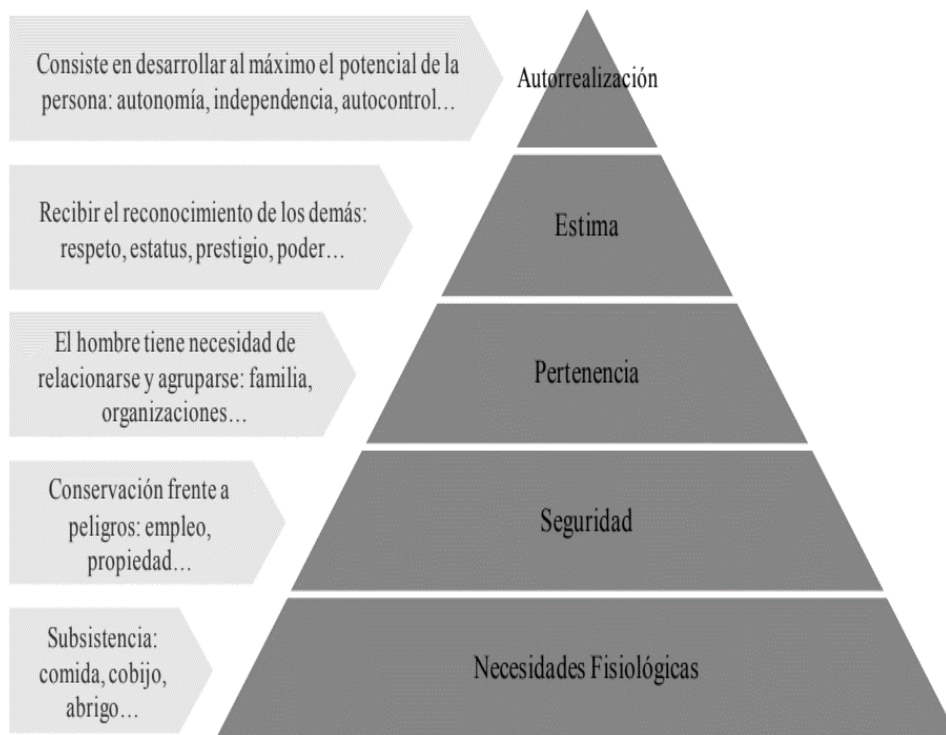 Consiste en desarrollar al máximo el potencial de la
persona: autonomía, independencia, autocontrol…
Autorrealización
Recibir el reconocimiento de los demás:
respeto, estatus, prestigio, poder…
Estima
El hombre tiene necesidad de
relacionarse y agruparse: familia,
organizaciones…
Pertenencia
Conservación frente a
peligros: empleo,
propiedad…
Seguridad
Subsistencia:
comida, cobijo,
abrigo…
Necesidades Fisiológicas